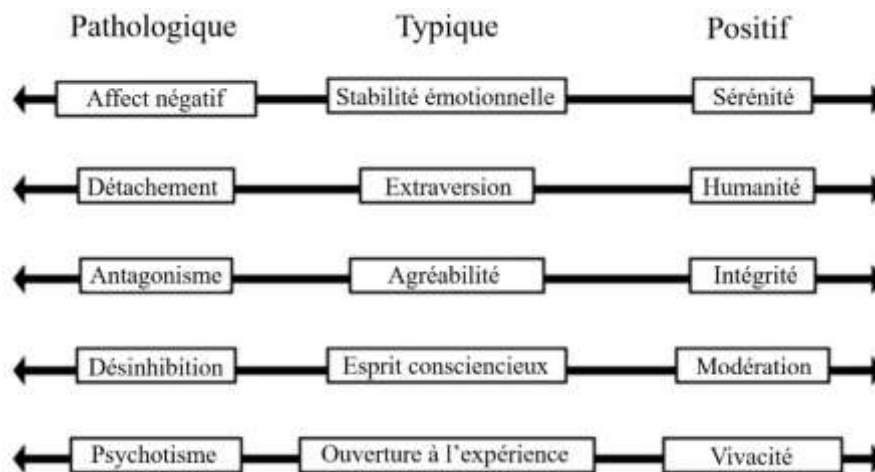 Pathologique Typique Positif
Affect négatif Stabilité émotionnelle Sérénité
Détachement Extraversion Humanité
Antagonisme Agréabilité Intégrité
Désinhibition Esprit consciencieux Modération
Psychotisme Ouverture à l'expérience Vivacité